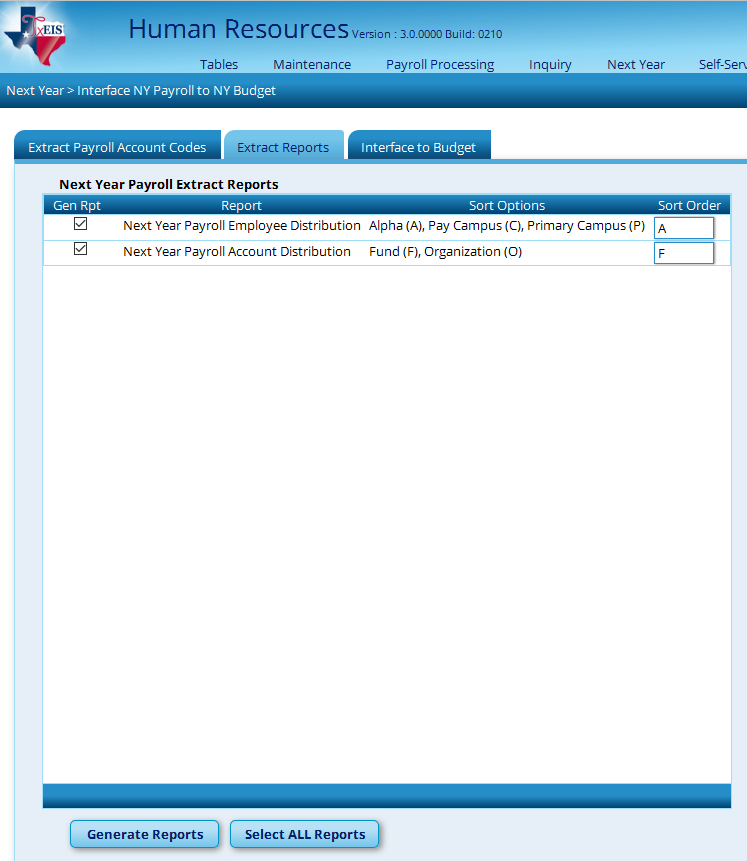 TxEIS
Human Resources Version : 3.0.0000 Build: 0210
Tables Maintenance Payroll Processing Inquiry Next Year Self-Serv
Next Year > Interface NY Payroll to NY Budget
Extract Payroll Account Codes Extract Reports Interface to Budget
Next Year Payroll Extract Reports
Gen Rpt Report Sort Options Sort Order
Next Year Payroll Employee Distribution Alpha (A), Pay Campus (C), Primary Campus (P) A
Next Year Payroll Account Distribution Fund (F), Organization (O) F
Generate Reports Select ALL Reports